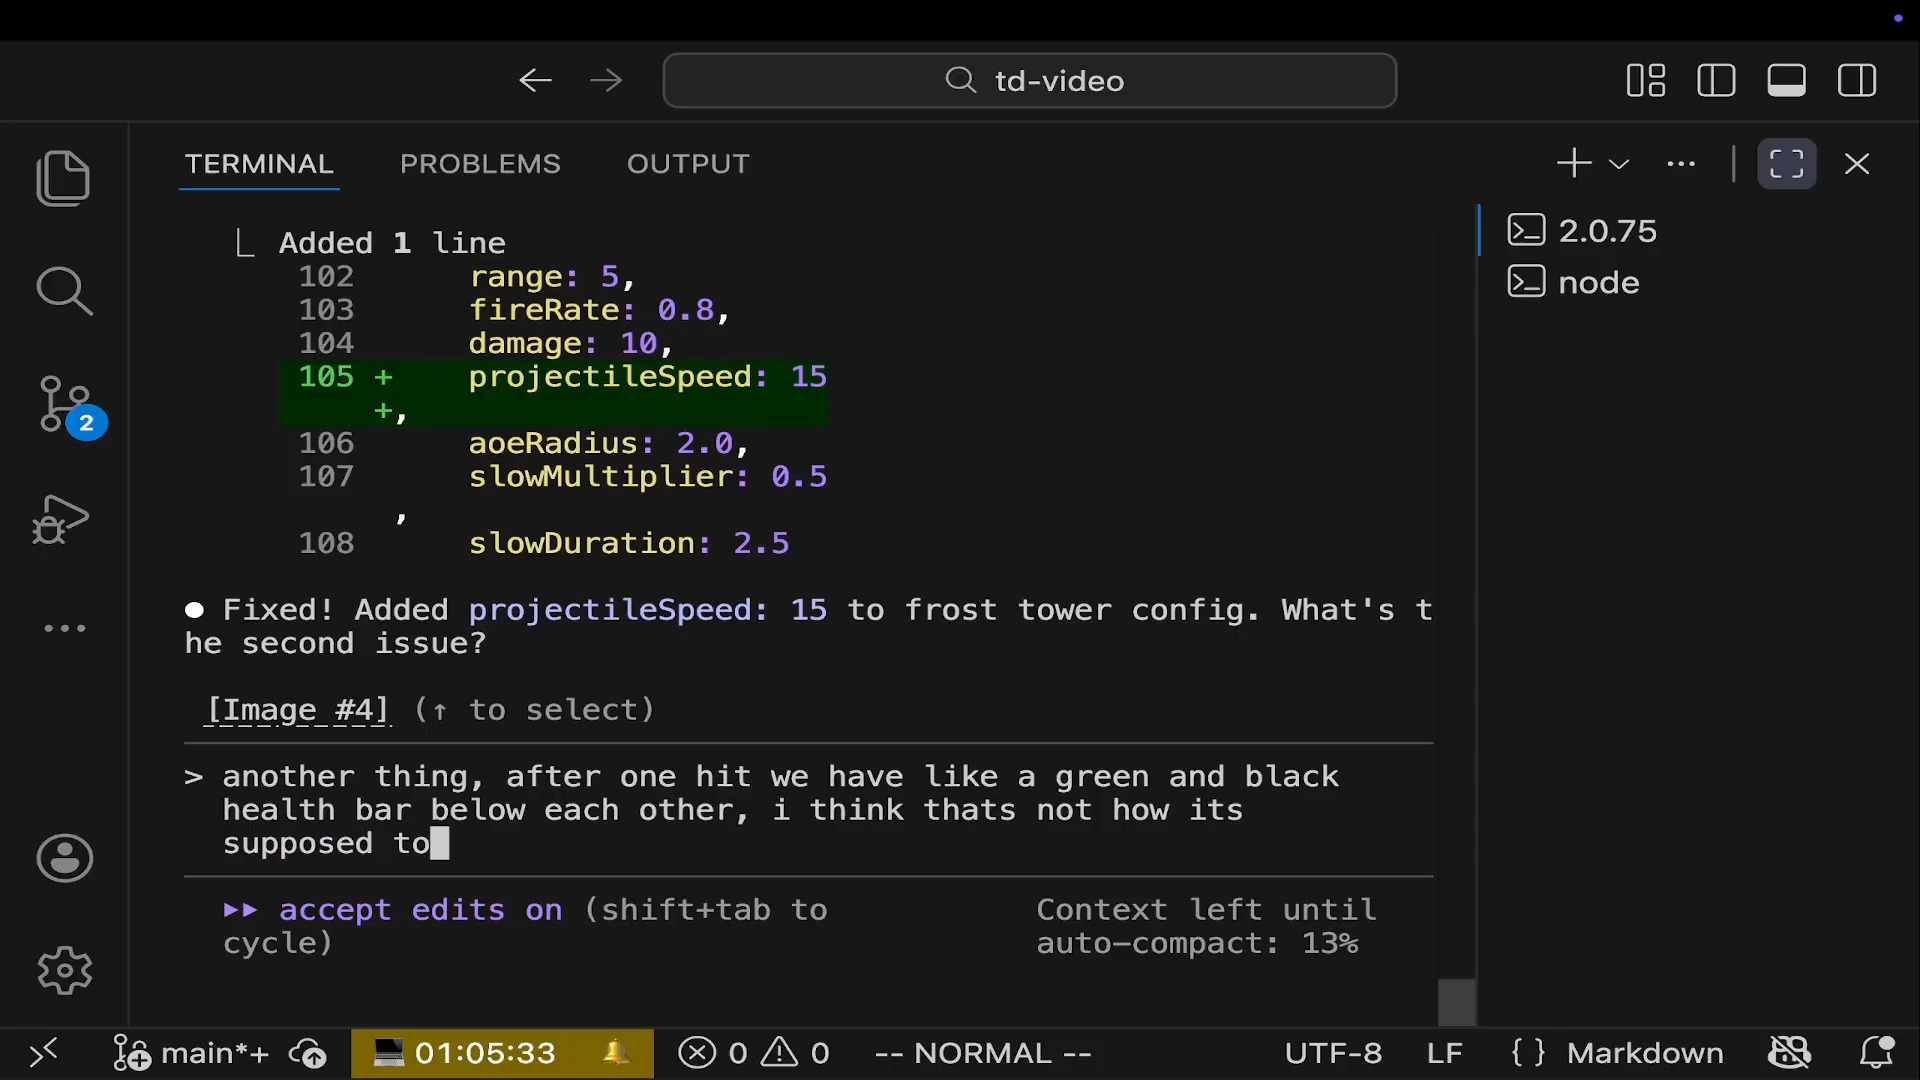 td-video
TERMINAL PROBLEMS OUTPUT
2.0.75
node
Added 1 line
102 range: 5,
103 fireRate: 0.8,
104 damage: 10,
105 + projectileSpeed: 15
+,
106 aoeRadius: 2.0,
107 slowMultiplier: 0.5
,
108 slowDuration: 2.5
● Fixed! Added projectileSpeed: 15 to frost tower config. What's t
he second issue?
[Image #4] (↑ to select)
> another thing, after one hit we have like a green and black
health bar below each other, i think thats not how its
supposed to
▸▸ accept edits on (shift+tab to
cycle)
Context left until
auto-compact: 13%
2
main*+ 01:05:33 0 0 -- NORMAL -- UTF-8 LF { } Markdown